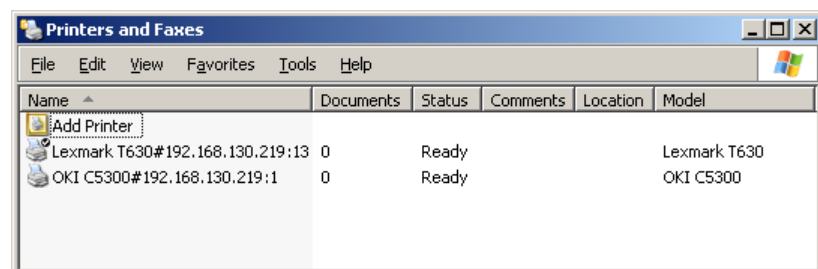 Printers and Faxes
File Edit View Favorites Tools Help
Name Documents Status Comments Location Model
Add Printer
Lexmark T630#192.168.130.219:13 0 Ready Lexmark T630
OKI C5300#192.168.130.219:1 0 Ready OKI C5300